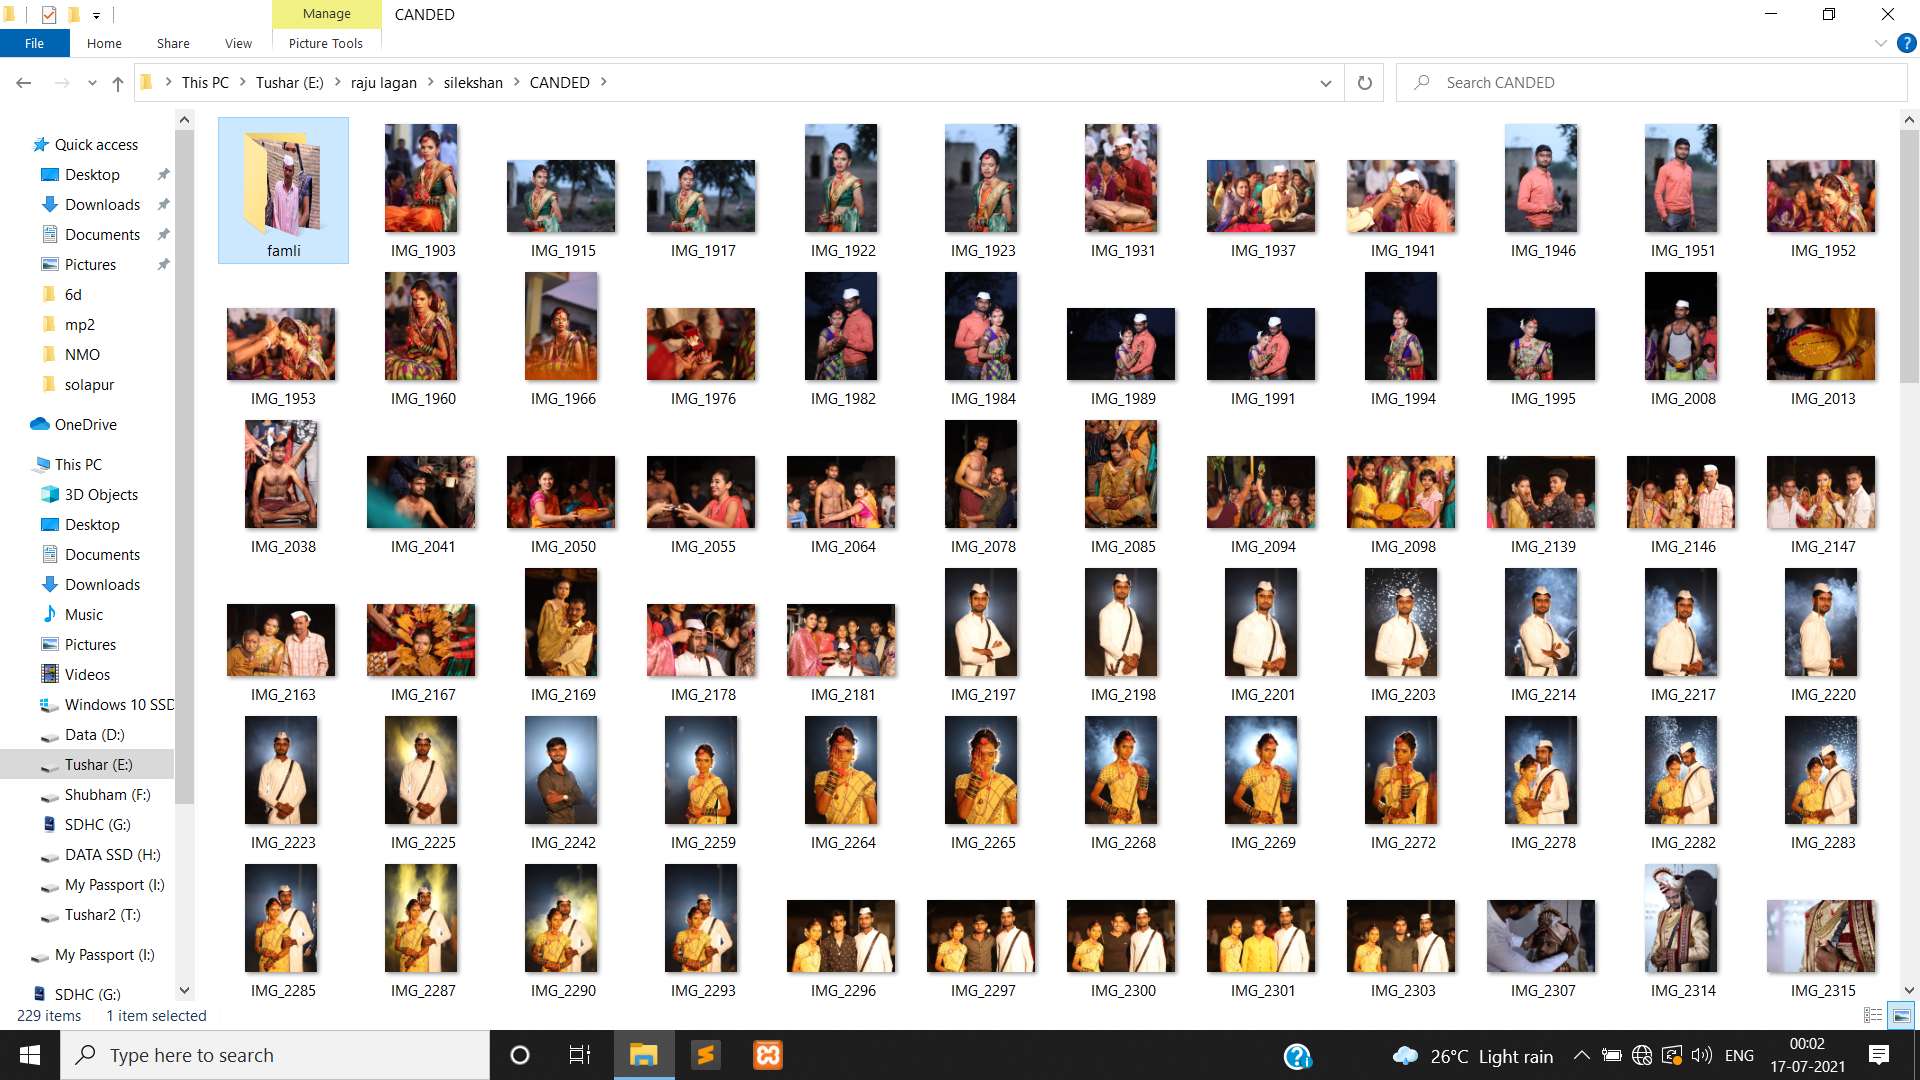 Manage
CANDED
File
Home
Share
View
Picture Tools
This PC
Tushar (E:)
raju lagan
silekshan
CANDED
Search CANDED
Quick access
Desktop
Downloads
Documents
Pictures
6d
mp2
NMO
solapur
OneDrive
This PC
3D Objects
Desktop
Documents
Downloads
Music
Pictures
Videos
Windows 10 SSD
Data (D:)
Tushar (E:)
Shubham (F:)
SDHC (G:)
DATA SSD (H:)
My Passport (I:)
Tushar2 (T:)
My Passport (I:)
SDHC (G:)
famli
IMG_1903
IMG_1915
IMG_1917
IMG_1922
IMG_1923
IMG_1931
IMG_1937
IMG_1941
IMG_1946
IMG_1951
IMG_1952
IMG_1953
IMG_1960
IMG_1966
IMG_1976
IMG_1982
IMG_1984
IMG_1989
IMG_1991
IMG_1994
IMG_1995
IMG_2008
IMG_2013
IMG_2038
IMG_2041
IMG_2050
IMG_2055
IMG_2064
IMG_2078
IMG_2085
IMG_2094
IMG_2098
IMG_2139
IMG_2146
IMG_2147
IMG_2163
IMG_2167
IMG_2169
IMG_2178
IMG_2181
IMG_2197
IMG_2198
IMG_2201
IMG_2203
IMG_2214
IMG_2217
IMG_2220
IMG_2223
IMG_2225
IMG_2242
IMG_2259
IMG_2264
IMG_2265
IMG_2268
IMG_2269
IMG_2272
IMG_2278
IMG_2282
IMG_2283
IMG_2285
IMG_2287
IMG_2290
IMG_2293
IMG_2296
IMG_2297
IMG_2300
IMG_2301
IMG_2303
IMG_2307
IMG_2314
IMG_2315
229 items
1 item selected
Type here to search
26°C Light rain
ENG
00:02
17-07-2021